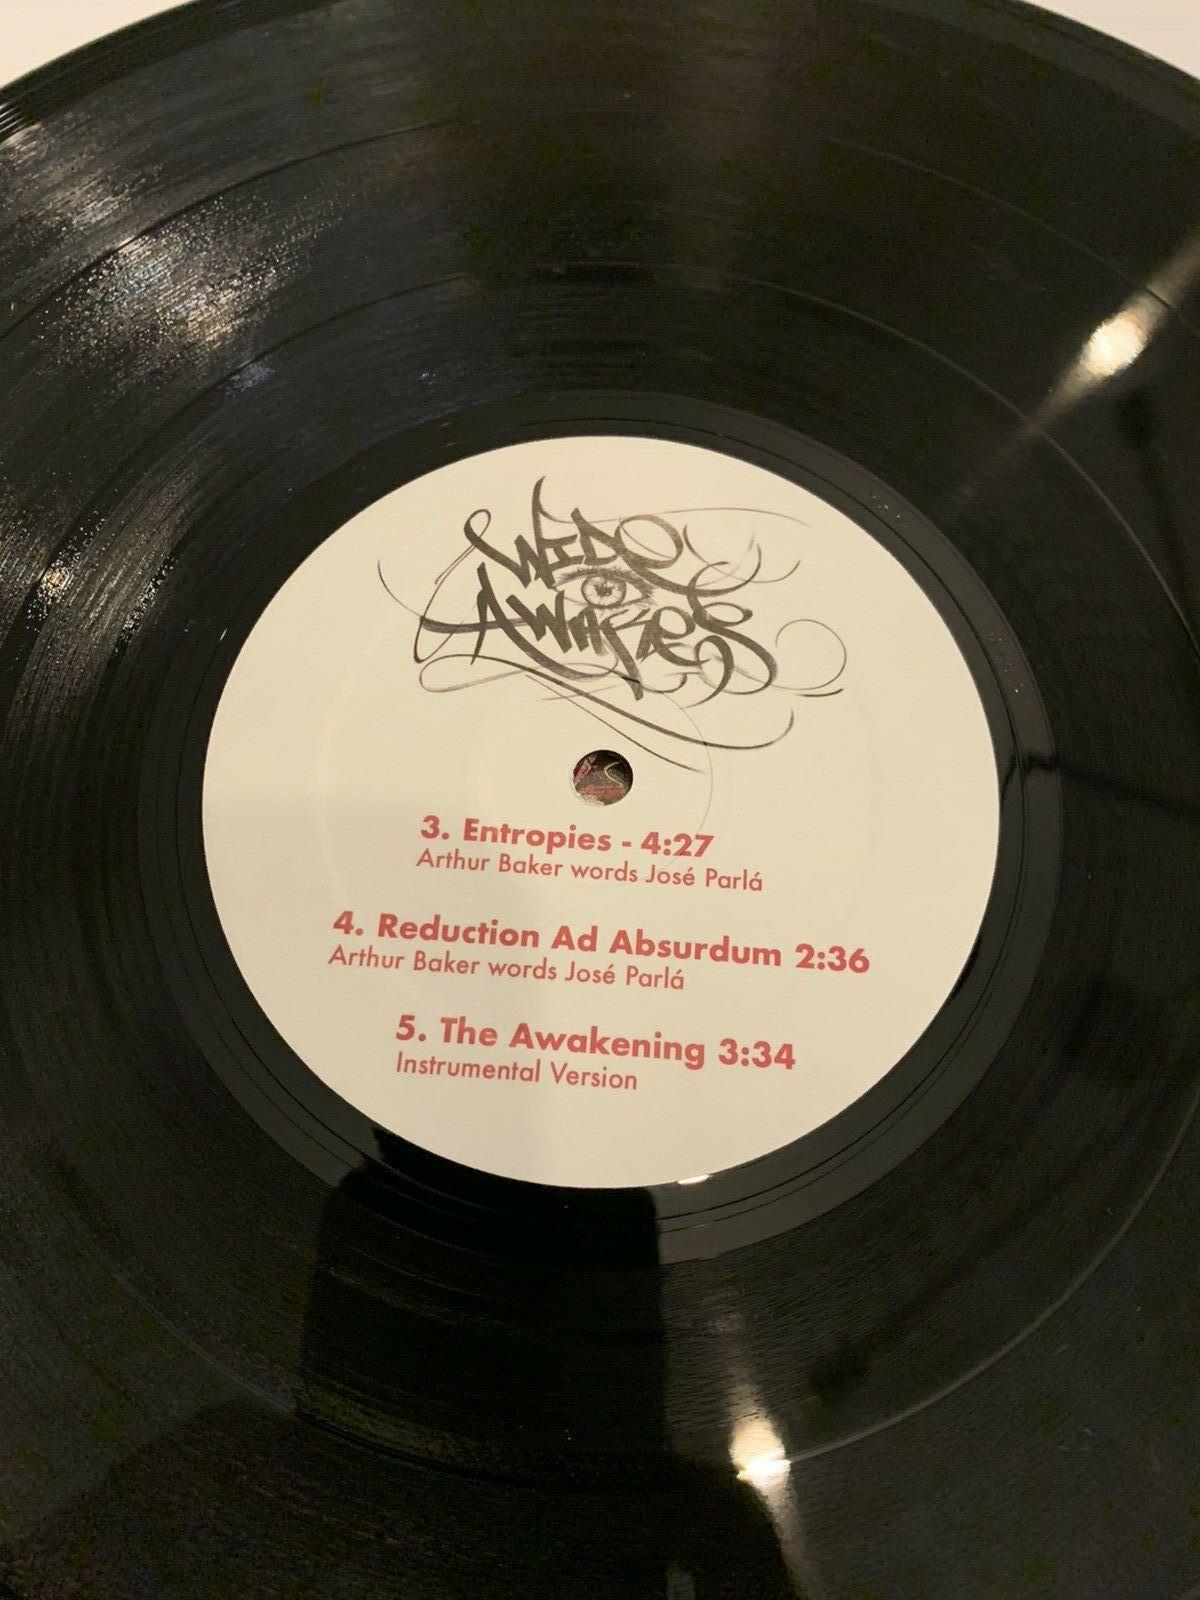 Wide
Awakes
3. Entropies - 4:27
Arthur Baker words José Parlá
4. Reduction Ad Absurdum 2:36
Arthur Baker words José Parlá
5. The Awakening 3:34
Instrumental Version